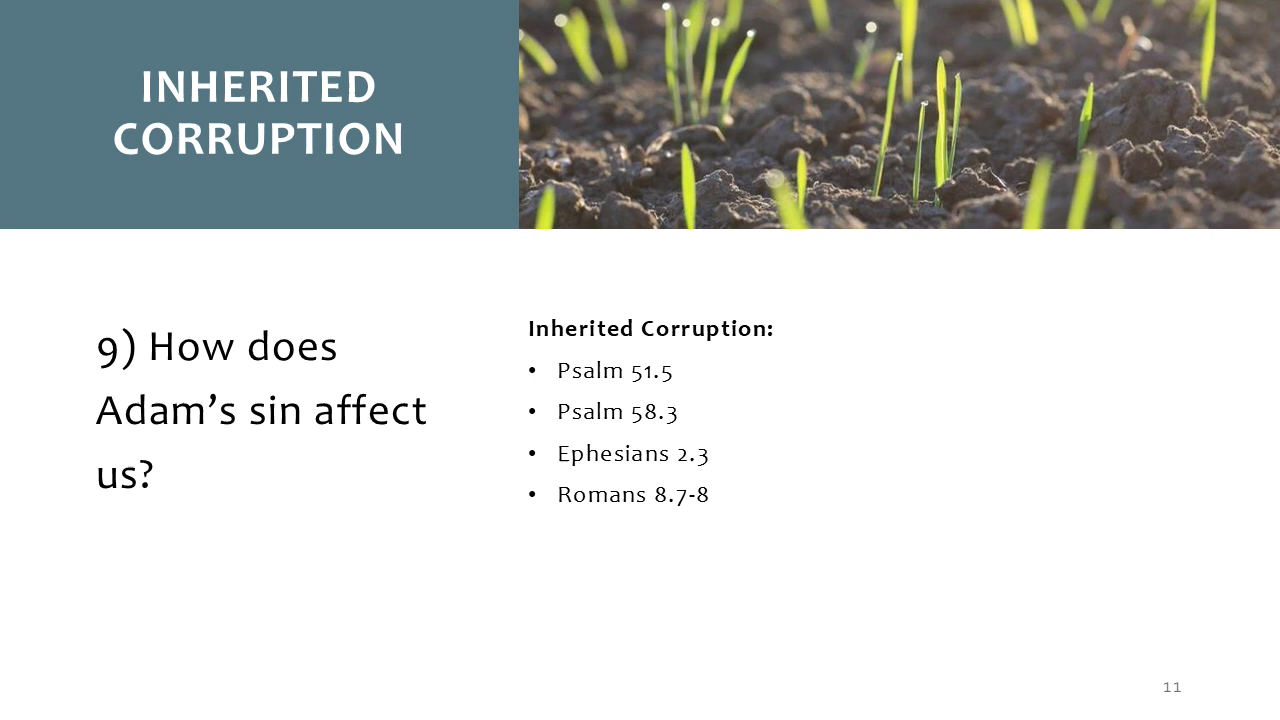 INHERITED
CORRUPTION
9) How does
Adam’s sin affect
us?
Inherited Corruption:
• Psalm 51.5
• Psalm 58.3
• Ephesians 2.3
• Romans 8.7-8
11